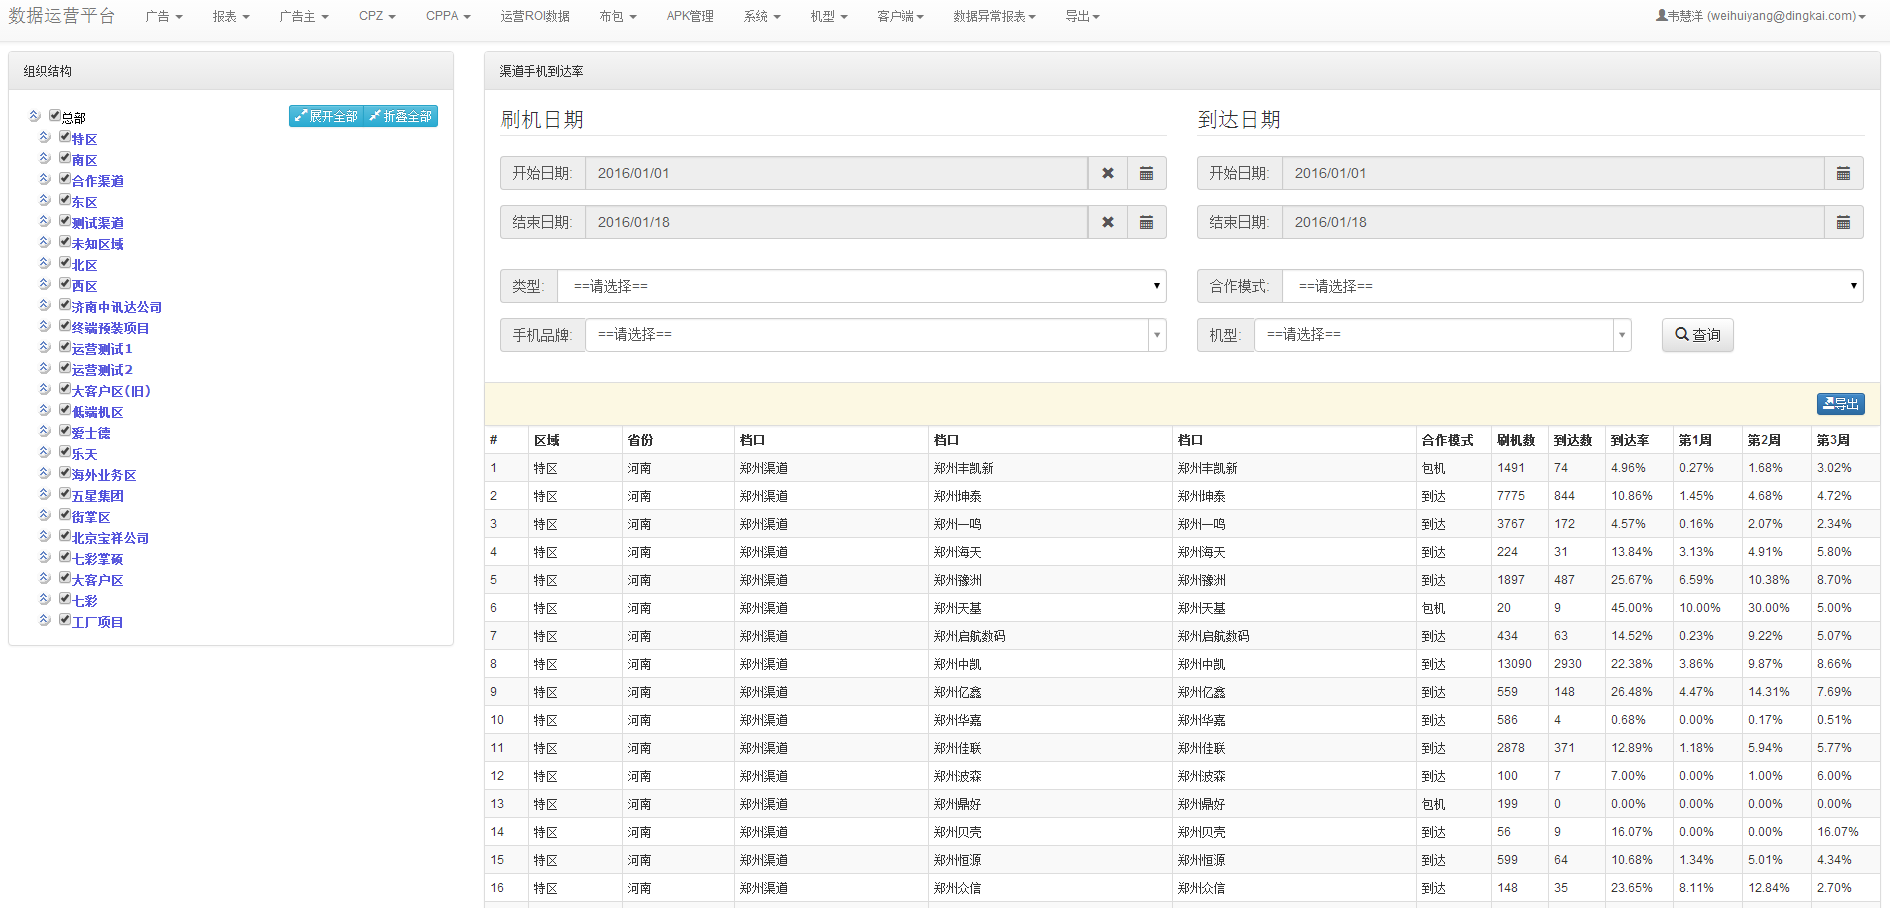 数据运营平台 广告 报表 广告主 CPZ CPPA 运营ROI数据 布包 APK管理 系统 机型 客户端 数据异常报表 导出 韦慧洋 (weihuiyang@dingkai.com)
组织结构
展开全部 折叠全部
总部
特区
南区
合作渠道
东区
测试渠道
未知区域
北区
西区
济南中讯达公司
终端预装项目
运营测试1
运营测试2
大客户区(旧)
低端机区
爱士德
乐天
海外业务区
五星集团
街掌区
北京宝祥公司
七彩掌硕
大客户区
七彩
工厂项目
渠道手机到达率
刷机日期 到达日期
开始日期: 2016/01/01 开始日期: 2016/01/01
结束日期: 2016/01/18 结束日期: 2016/01/18
类型: ==请选择== 合作模式: ==请选择==
手机品牌: ==请选择== 机型: ==请选择== 查询
导出
# 区域 省份 档口 档口 档口 合作模式 刷机数 到达数 到达率 第1周 第2周 第3周
1 特区 河南 郑州渠道 郑州丰凯新 郑州丰凯新 包机 1491 74 4.96% 0.27% 1.68% 3.02%
2 特区 河南 郑州渠道 郑州坤泰 郑州坤泰 到达 7775 844 10.86% 1.45% 4.68% 4.72%
3 特区 河南 郑州渠道 郑州一鸣 郑州一鸣 到达 3767 172 4.57% 0.16% 2.07% 2.34%
4 特区 河南 郑州渠道 郑州海天 郑州海天 到达 224 31 13.84% 3.13% 4.91% 5.80%
5 特区 河南 郑州渠道 郑州豫洲 郑州豫洲 到达 1897 487 25.67% 6.59% 10.38% 8.70%
6 特区 河南 郑州渠道 郑州天基 郑州天基 包机 20 9 45.00% 10.00% 30.00% 5.00%
7 特区 河南 郑州渠道 郑州启航数码 郑州启航数码 到达 434 63 14.52% 0.23% 9.22% 5.07%
8 特区 河南 郑州渠道 郑州中凯 郑州中凯 到达 13090 2930 22.38% 3.86% 9.87% 8.66%
9 特区 河南 郑州渠道 郑州亿鑫 郑州亿鑫 到达 559 148 26.48% 4.47% 14.31% 7.69%
10 特区 河南 郑州渠道 郑州华嘉 郑州华嘉 到达 586 4 0.68% 0.00% 0.17% 0.51%
11 特区 河南 郑州渠道 郑州佳联 郑州佳联 到达 2878 371 12.89% 1.18% 5.94% 5.77%
12 特区 河南 郑州渠道 郑州波森 郑州波森 到达 100 7 7.00% 0.00% 1.00% 6.00%
13 特区 河南 郑州渠道 郑州鼎好 郑州鼎好 包机 199 0 0.00% 0.00% 0.00% 0.00%
14 特区 河南 郑州渠道 郑州贝壳 郑州贝壳 到达 56 9 16.07% 0.00% 0.00% 16.07%
15 特区 河南 郑州渠道 郑州恒源 郑州恒源 到达 599 64 10.68% 1.34% 5.01% 4.34%
16 特区 河南 郑州渠道 郑州众信 郑州众信 到达 148 35 23.65% 8.11% 12.84% 2.70%